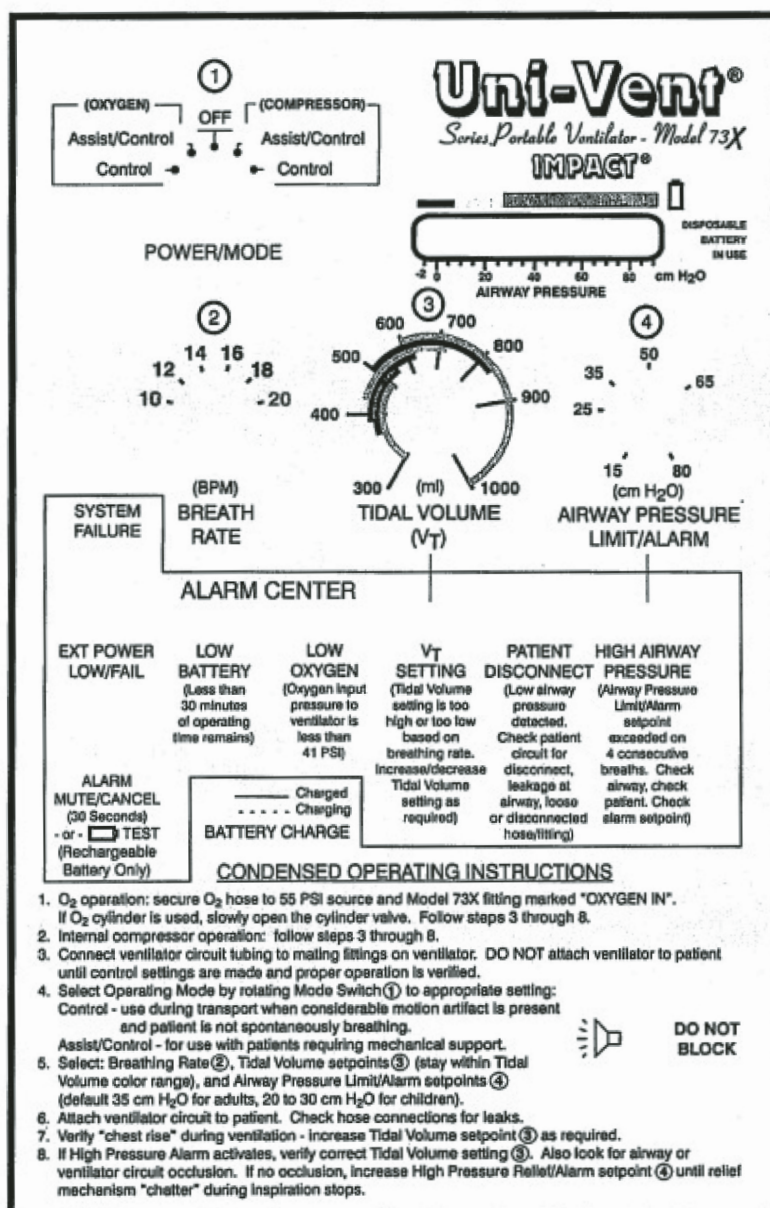 ①
(OXYGEN) OFF (COMPRESSOR)
Assist/Control Assist/Control
Control Control
POWER/MODE
Uni-Vent®
Series, Portable Ventilator - Model 73X
IMPACT®
DISPOSABLE
BATTERY
IN USE
-2 0 20 40 60 80 cm H2O
AIRWAY PRESSURE
②
10 12 14 16 18 20
(BPM)
BREATH
RATE
③
300 400 500 600 700 800 900 1000
(ml)
TIDAL VOLUME
(VT)
④
15 25 35 50 65 80
(cm H2O)
AIRWAY PRESSURE
LIMIT/ALARM
SYSTEM
FAILURE
ALARM CENTER
EXT POWER
LOW/FAIL
LOW
BATTERY
(Less than
30 minutes
of operating
time remains)
LOW
OXYGEN
(Oxygen input
pressure to
ventilator is
less than
41 PSI)
VT
SETTING
(Tidal Volume
setting is too
high or too low
based on
breathing rate.
Increase/decrease
Tidal Volume
setting as
required)
PATIENT
DISCONNECT
(Low airway
pressure
detected.
Check patient
circuit for
disconnect,
leakage at
airway, loose
or disconnected
hose/fitting)
HIGH AIRWAY
PRESSURE
(Airway Pressure
Limit/Alarm
setpoint
exceeded on
4 consecutive
breaths. Check
airway, check
patient. Check
alarm setpoint)
ALARM
MUTE/CANCEL
(30 Seconds)
- or - TEST
(Rechargeable
Battery Only)
Charged
Charging
BATTERY CHARGE
CONDENSED OPERATING INSTRUCTIONS
1. O2 operation: secure O2 hose to 55 PSI source and Model 73X fitting marked "OXYGEN IN".
If O2 cylinder is used, slowly open the cylinder valve. Follow steps 3 through 8.
2. Internal compressor operation: follow steps 3 through 8.
3. Connect ventilator circuit tubing to mating fittings on ventilator. DO NOT attach ventilator to patient
until control settings are made and proper operation is verified.
4. Select Operating Mode by rotating Mode Switch ① to appropriate setting:
Control - use during transport when considerable motion artifact is present
and patient is not spontaneously breathing.
Assist/Control - for use with patients requiring mechanical support.
5. Select: Breathing Rate ②, Tidal Volume setpoints ③ (stay within Tidal
Volume color range), and Airway Pressure Limit/Alarm setpoints ④
(default 35 cm H2O for adults, 20 to 30 cm H2O for children).
6. Attach ventilator circuit to patient. Check hose connections for leaks.
7. Verify "chest rise" during ventilation - increase Tidal Volume setpoint ③ as required.
8. If High Pressure Alarm activates, verify correct Tidal Volume setting ③. Also look for airway or
ventilator circuit occlusion. If no occlusion, increase High Pressure Relief/Alarm setpoint ④ until relief
mechanism "chatter" during inspiration stops.
DO NOT
BLOCK